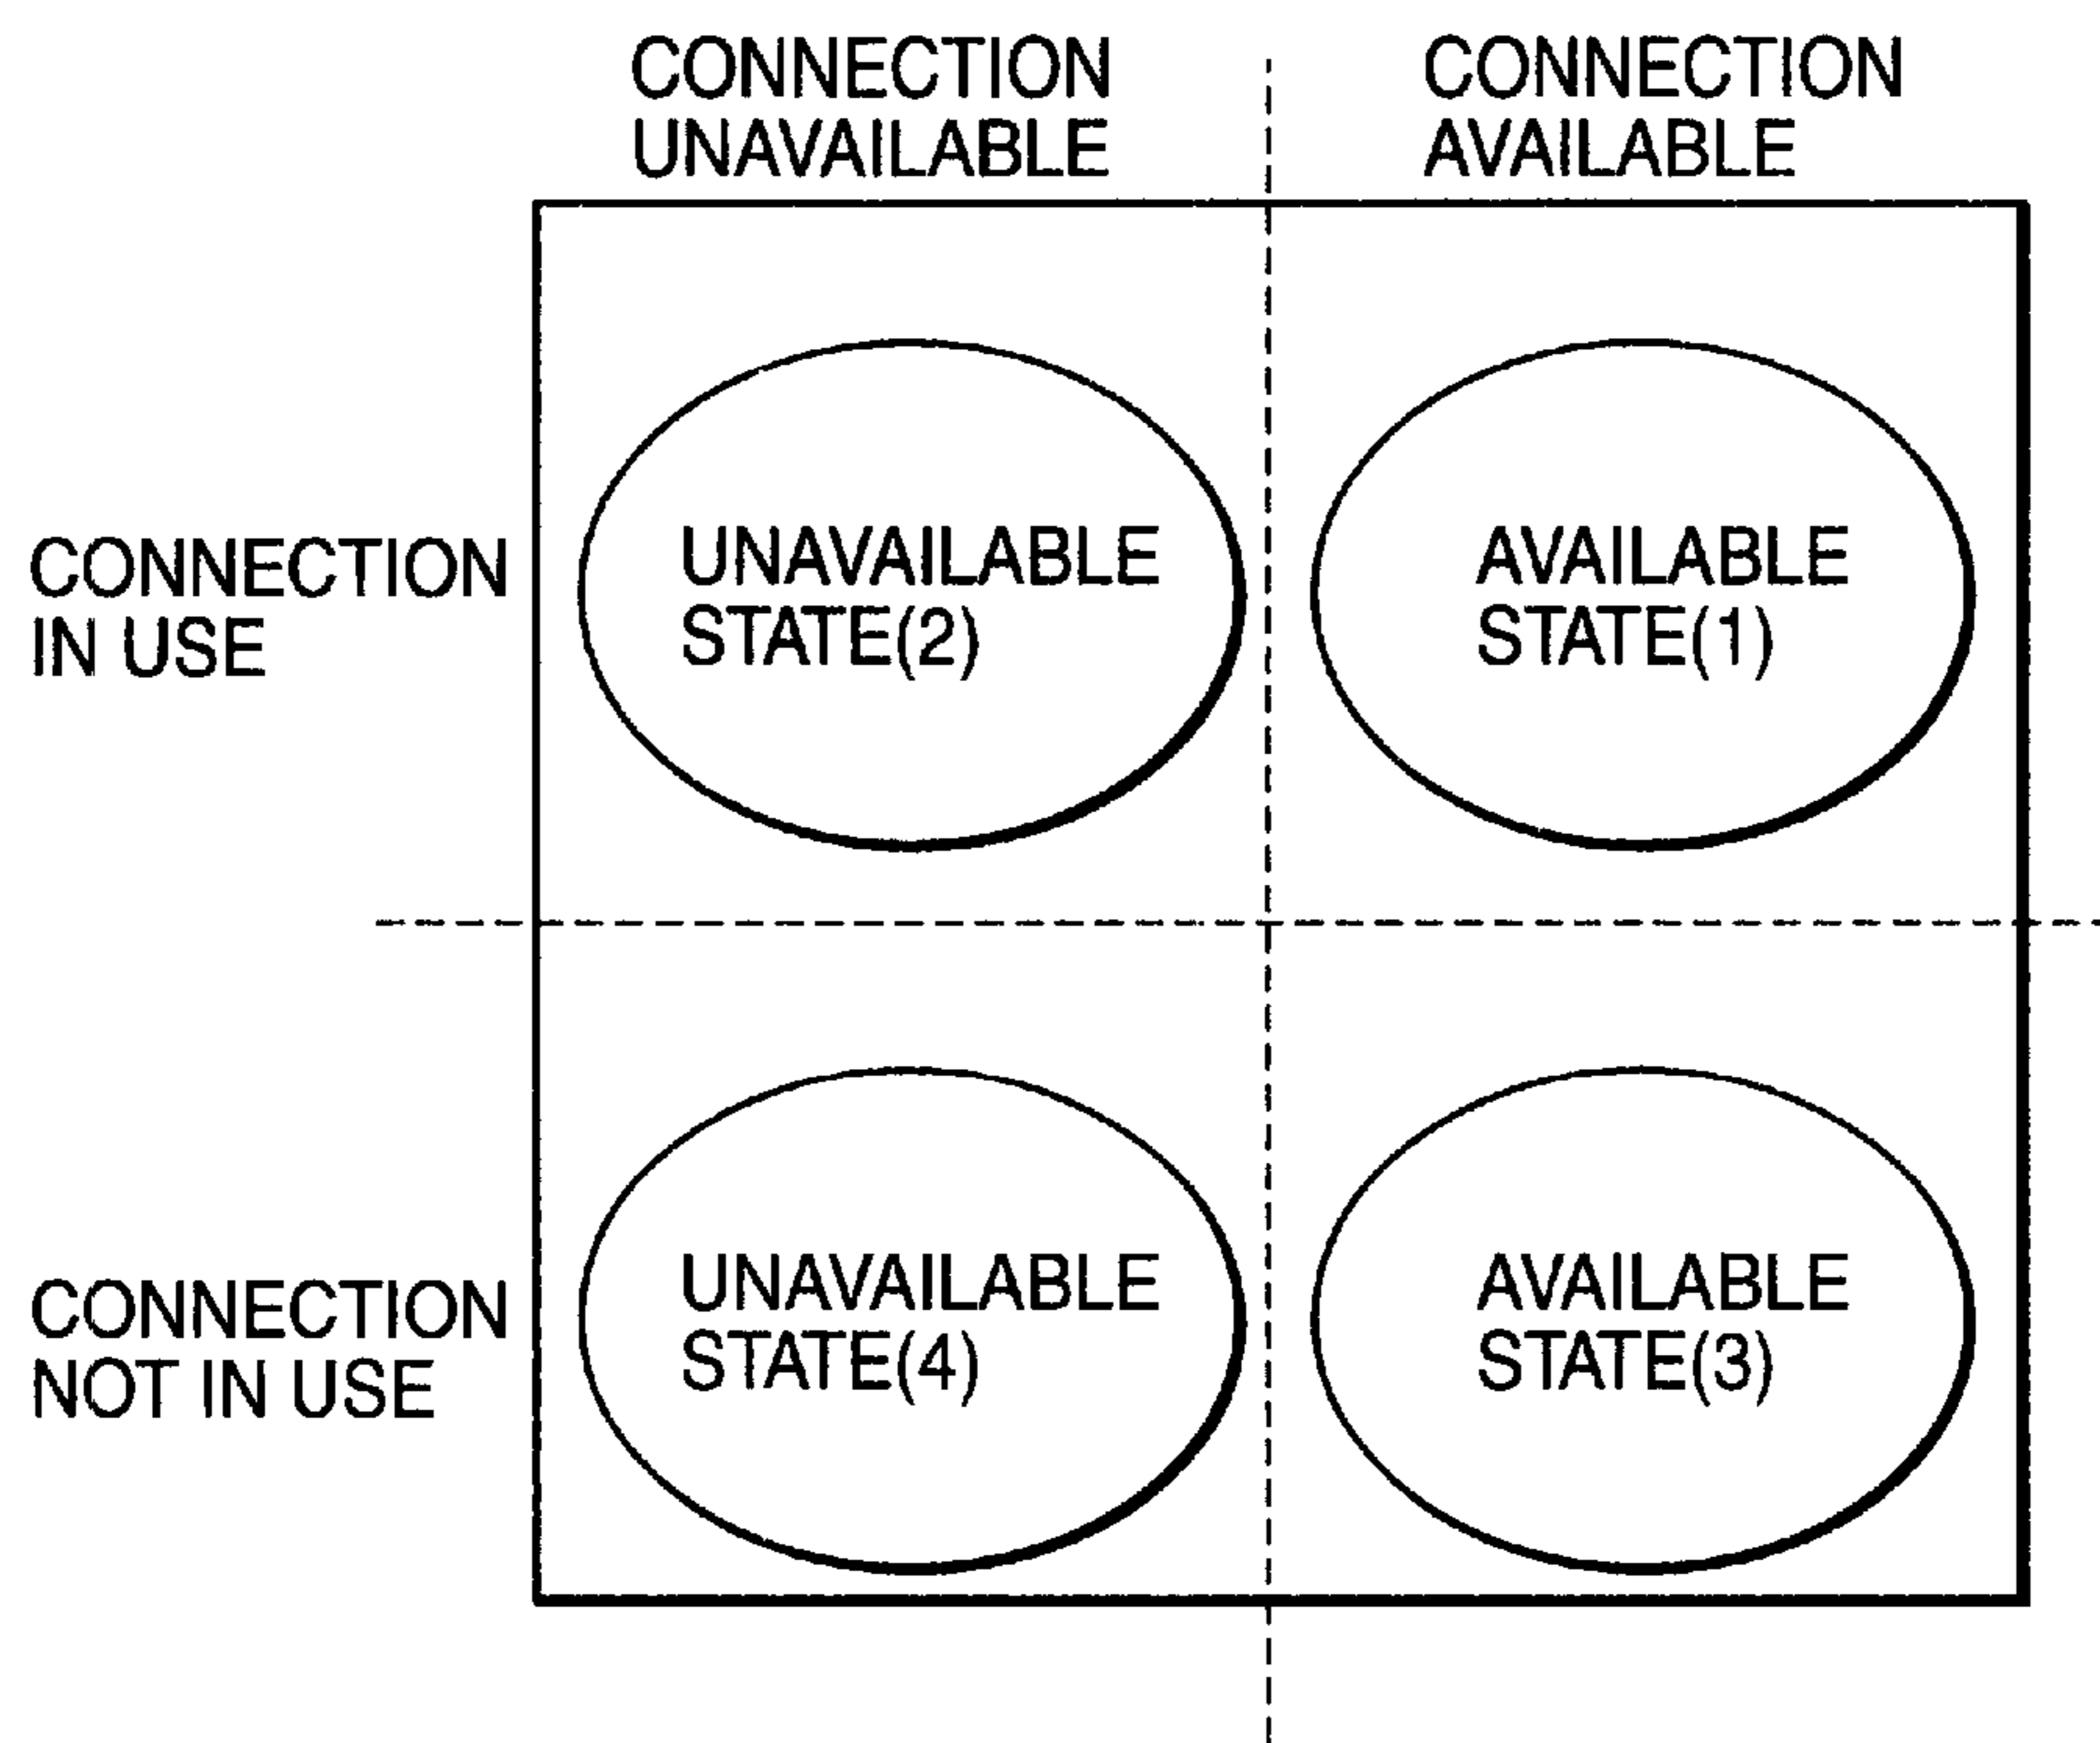 CONNECTION
UNAVAILABLE
CONNECTION
AVAILABLE
CONNECTION
IN USE
UNAVAILABLE
STATE(2)
AVAILABLE
STATE(1)
CONNECTION
NOT IN USE
UNAVAILABLE
STATE(4)
AVAILABLE
STATE(3)